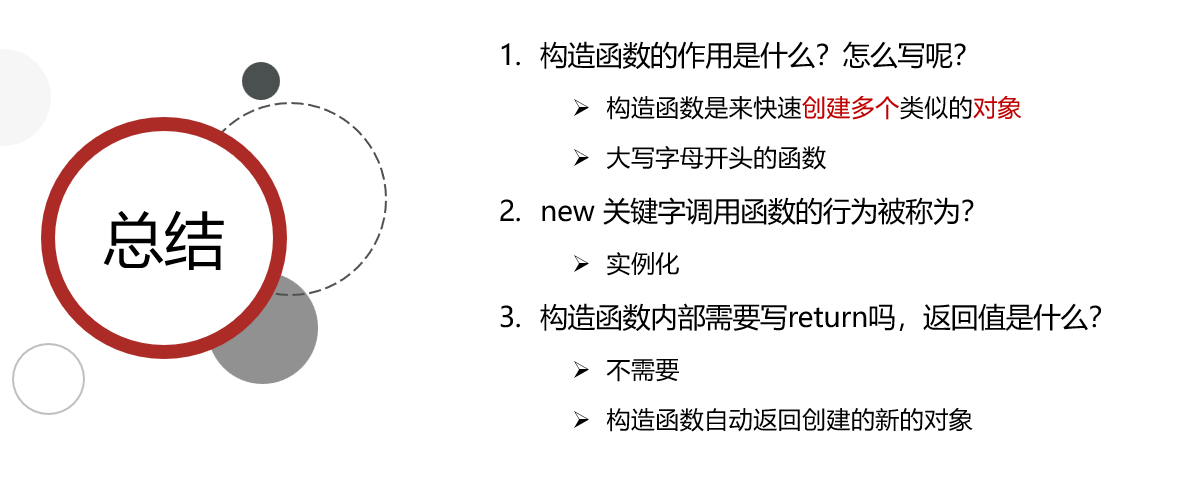 总结
1. 构造函数的作用是什么？怎么写呢？
➢ 构造函数是来快速创建多个类似的对象
➢ 大写字母开头的函数
2. new 关键字调用函数的行为被称为？
➢ 实例化
3. 构造函数内部需要写return吗，返回值是什么？
➢ 不需要
➢ 构造函数自动返回创建的新的对象